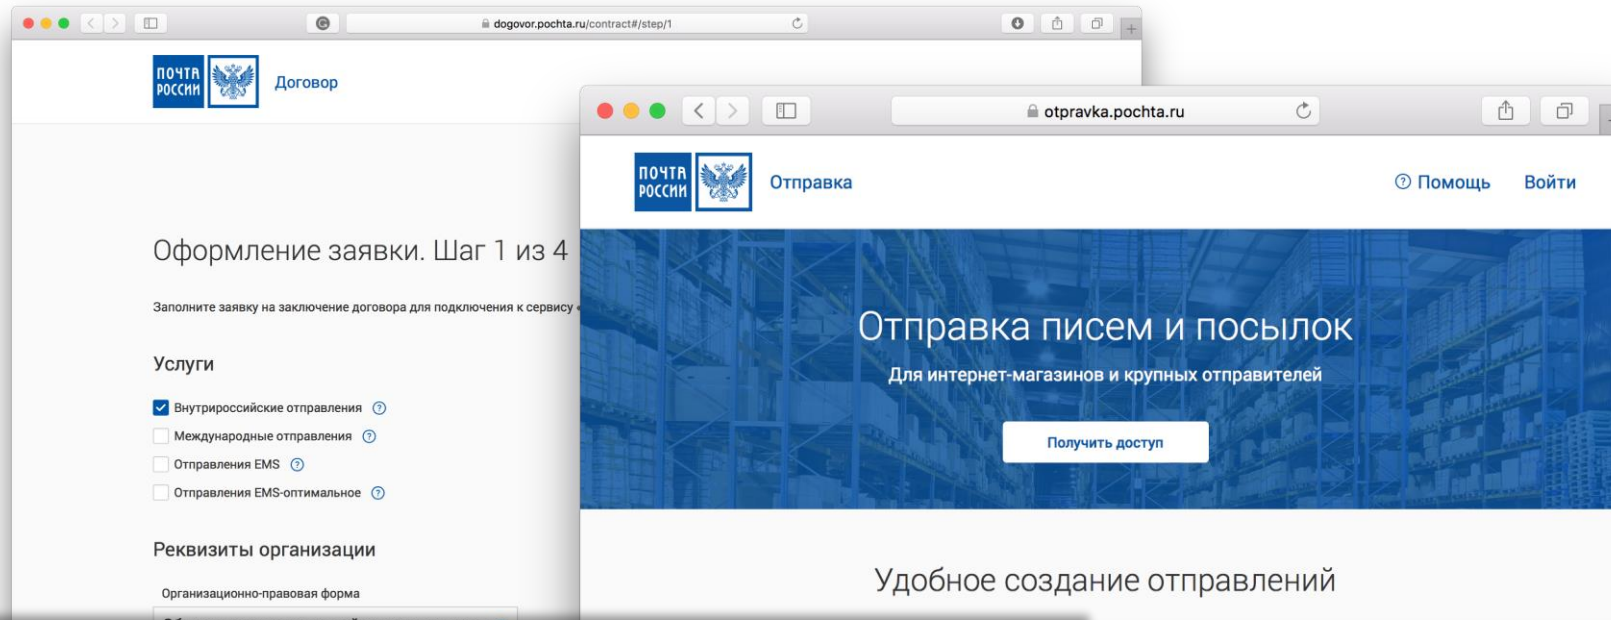 dogovor.pochta.ru/contract#/step/1
ПОЧТА
РОССИИ
Договор
Оформление заявки. Шаг 1 из 4
Заполните заявку на заключение договора для подключения к сервису «
Услуги
Внутрироссийские отправления
Международные отправления
Отправления EMS
Отправления EMS-оптимальное
Реквизиты организации
Организационно-правовая форма
otpravka.pochta.ru
ПОЧТА
РОССИИ
Отправка
Помощь
Войти
Отправка писем и посылок
Для интернет-магазинов и крупных отправителей
Получить доступ
Удобное создание отправлений